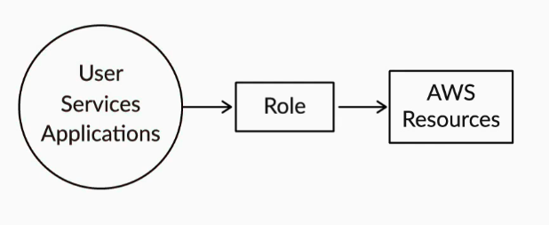 User
Services
Applications
Role
AWS
Resources